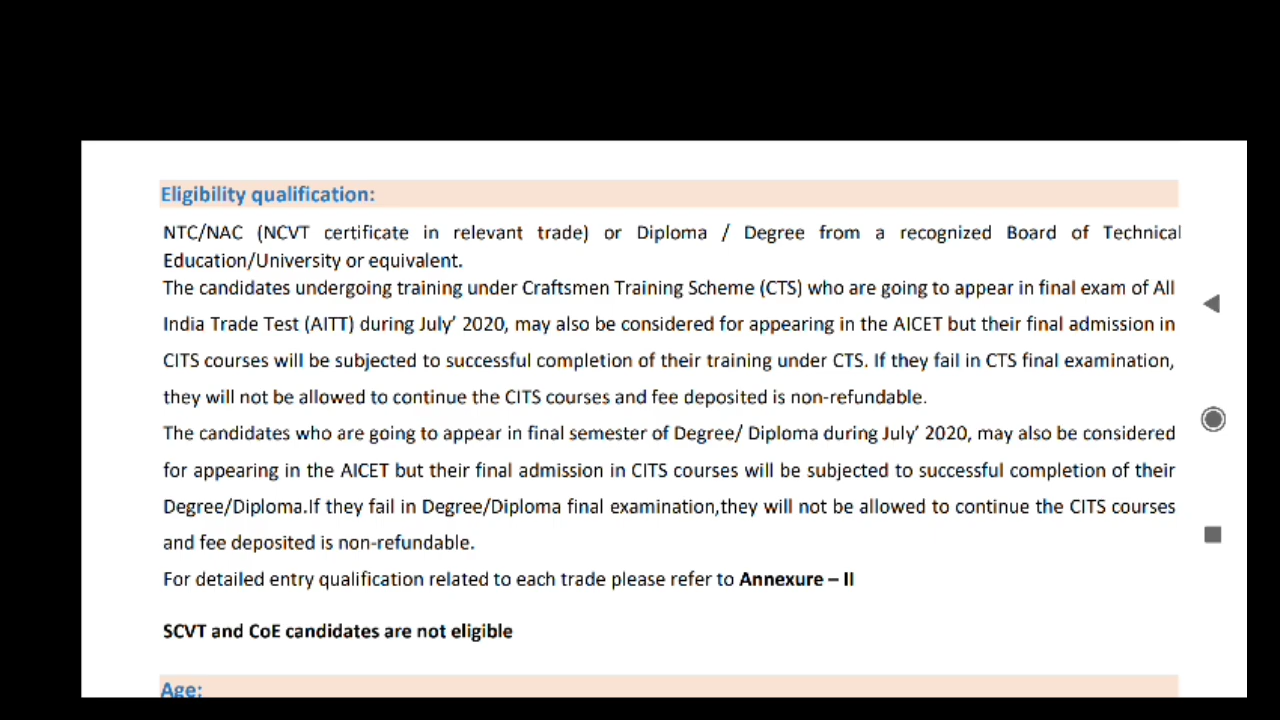 Eligibility qualification:
NTC/NAC (NCVT certificate in relevant trade) or Diploma / Degree from a recognized Board of Technical
Education/University or equivalent.
The candidates undergoing training under Craftsmen Training Scheme (CTS) who are going to appear in final exam of All
India Trade Test (AITT) during July’ 2020, may also be considered for appearing in the AICET but their final admission in
CITS courses will be subjected to successful completion of their training under CTS. If they fail in CTS final examination,
they will not be allowed to continue the CITS courses and fee deposited is non-refundable.
The candidates who are going to appear in final semester of Degree/ Diploma during July’ 2020, may also be considered
for appearing in the AICET but their final admission in CITS courses will be subjected to successful completion of their
Degree/Diploma.If they fail in Degree/Diploma final examination,they will not be allowed to continue the CITS courses
and fee deposited is non-refundable.
For detailed entry qualification related to each trade please refer to Annexure – II
SCVT and CoE candidates are not eligible
Age: